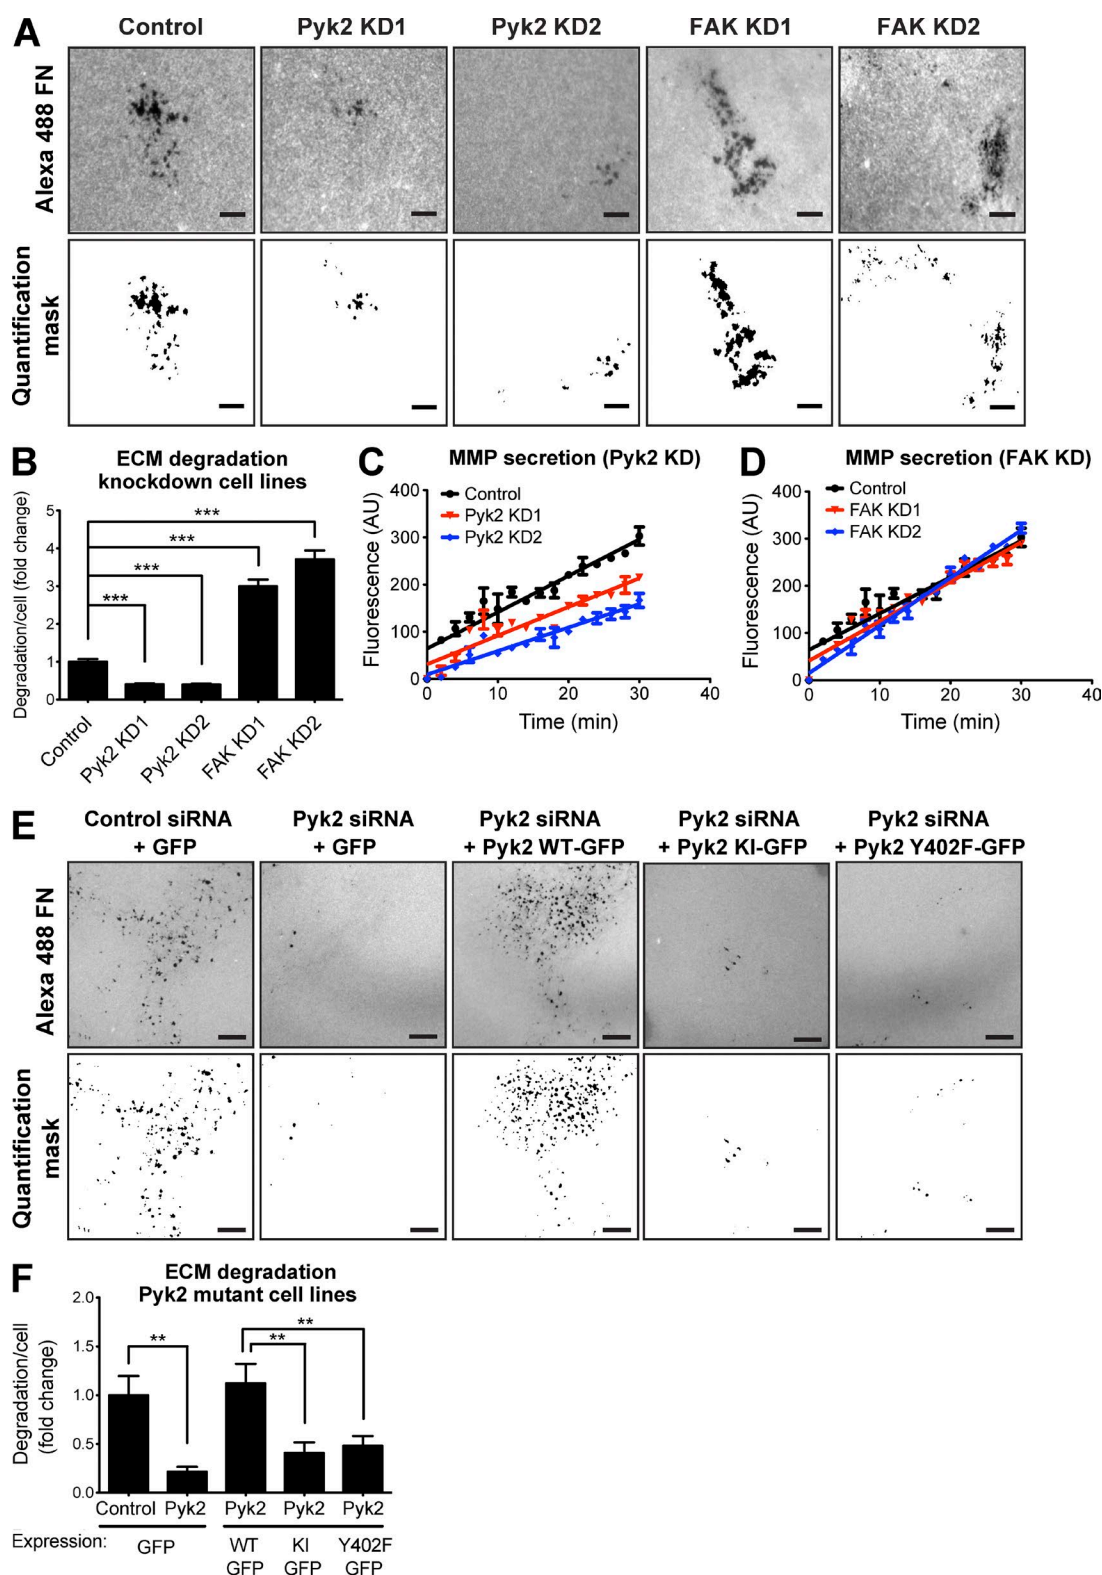 A
Control
Pyk2 KD1
Pyk2 KD2
FAK KD1
FAK KD2
Alexa 488 FN
Quantification
mask
B
ECM degradation
knockdown cell lines
Degradation/cell (fold change)
5
4
3
2
1
0
***
***
***
***
Control
Pyk2 KD1
Pyk2 KD2
FAK KD1
FAK KD2
C
MMP secretion (Pyk2 KD)
Fluorescence (AU)
400
300
200
100
0
Control
Pyk2 KD1
Pyk2 KD2
0
10
20
30
40
Time (min)
D
MMP secretion (FAK KD)
Fluorescence (AU)
400
300
200
100
0
Control
FAK KD1
FAK KD2
0
10
20
30
40
Time (min)
E
Control siRNA
+ GFP
Pyk2 siRNA
+ GFP
Pyk2 siRNA
+ Pyk2 WT-GFP
Pyk2 siRNA
+ Pyk2 KI-GFP
Pyk2 siRNA
+ Pyk2 Y402F-GFP
Alexa 488 FN
Quantification
mask
F
ECM degradation
Pyk2 mutant cell lines
Degradation/cell
(fold change)
2.0
1.5
1.0
0.5
0.0
**
**
**
Control
Pyk2
Pyk2
Pyk2
Pyk2
Expression:
GFP
WT
GFP
KI
GFP
Y402F
GFP